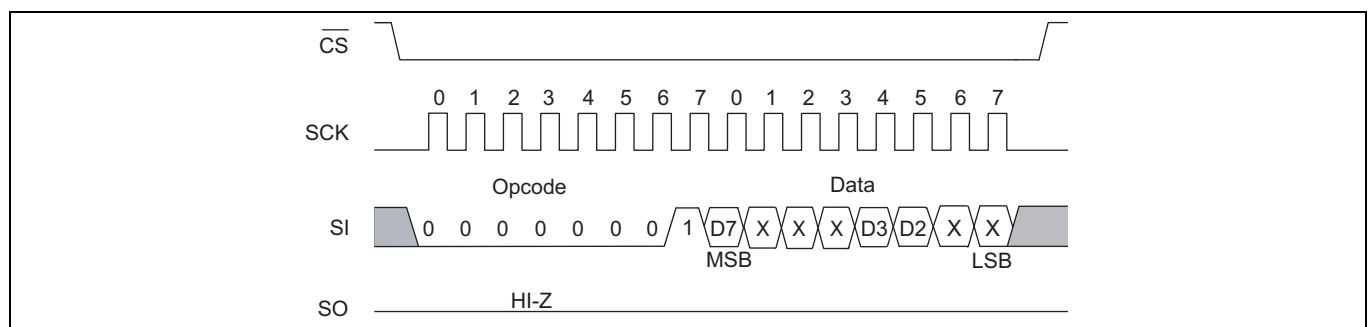 CS
0 1 2 3 4 5 6 7 0 1 2 3 4 5 6 7
SCK
Opcode Data
SI 0 0 0 0 0 0 0 1 D7 X X X D3 D2 X X
MSB LSB
HI-Z
SO